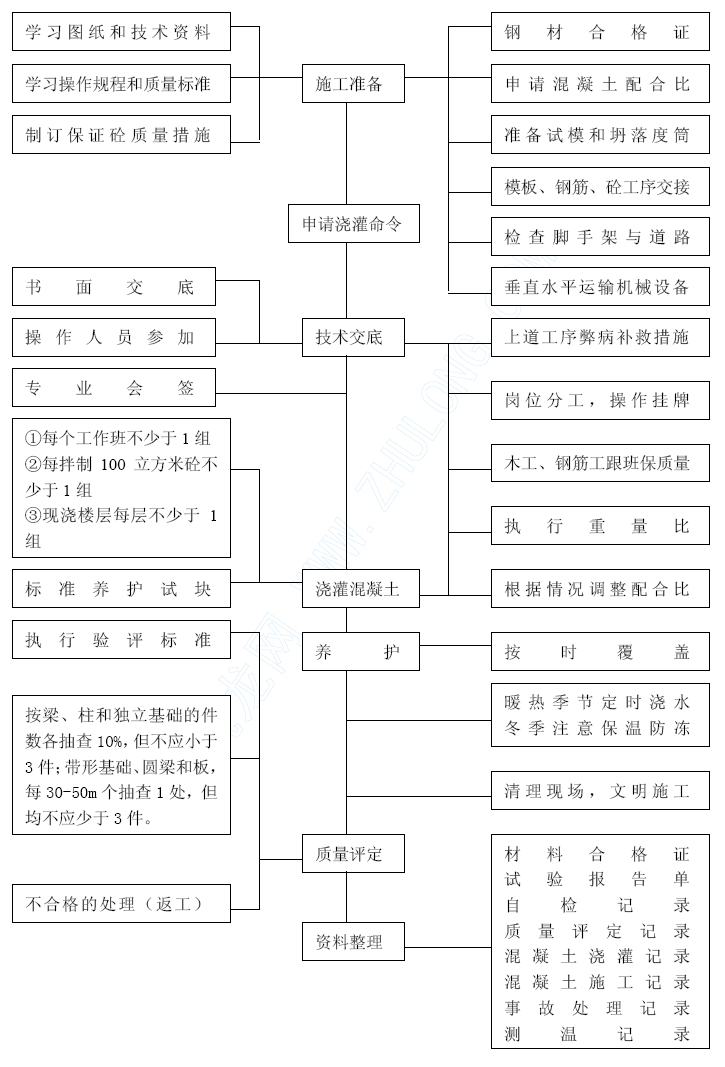 学习图纸和技术资料
学习操作规程和质量标准
制订保证砼质量措施
施工准备
钢材合格证
申请混凝土配合比
准备试模和坍落度筒
模板、钢筋、砼工序交接
检查脚手架与道路
垂直水平运输机械设备
申请浇灌命令
书面交底
操作人员参加
专业会签
技术交底
上道工序弊病补救措施
岗位分工，操作挂牌
木工、钢筋工跟班保质量
执行重量比
根据情况调整配合比
①每个工作班不少于1组
②每拌制 100 立方米砼不
少于1组
③现浇楼层每层不少于 1
组
标准养护试块
浇灌混凝土
执行验评标准
养护
按时覆盖
暖热季节定时浇水
冬季注意保温防冻
清理现场，文明施工
按梁、柱和独立基础的件
数各抽查10%，但不应小于
3件；带形基础、圆梁和板，
每30-50m个抽查1处，但
均不应少于3件。
质量评定
不合格的处理（返工）
资料整理
材料合格证
试验报告单
自检记录
质量评定记录
混凝土浇灌记录
混凝土施工记录
事故处理记录
测温记录